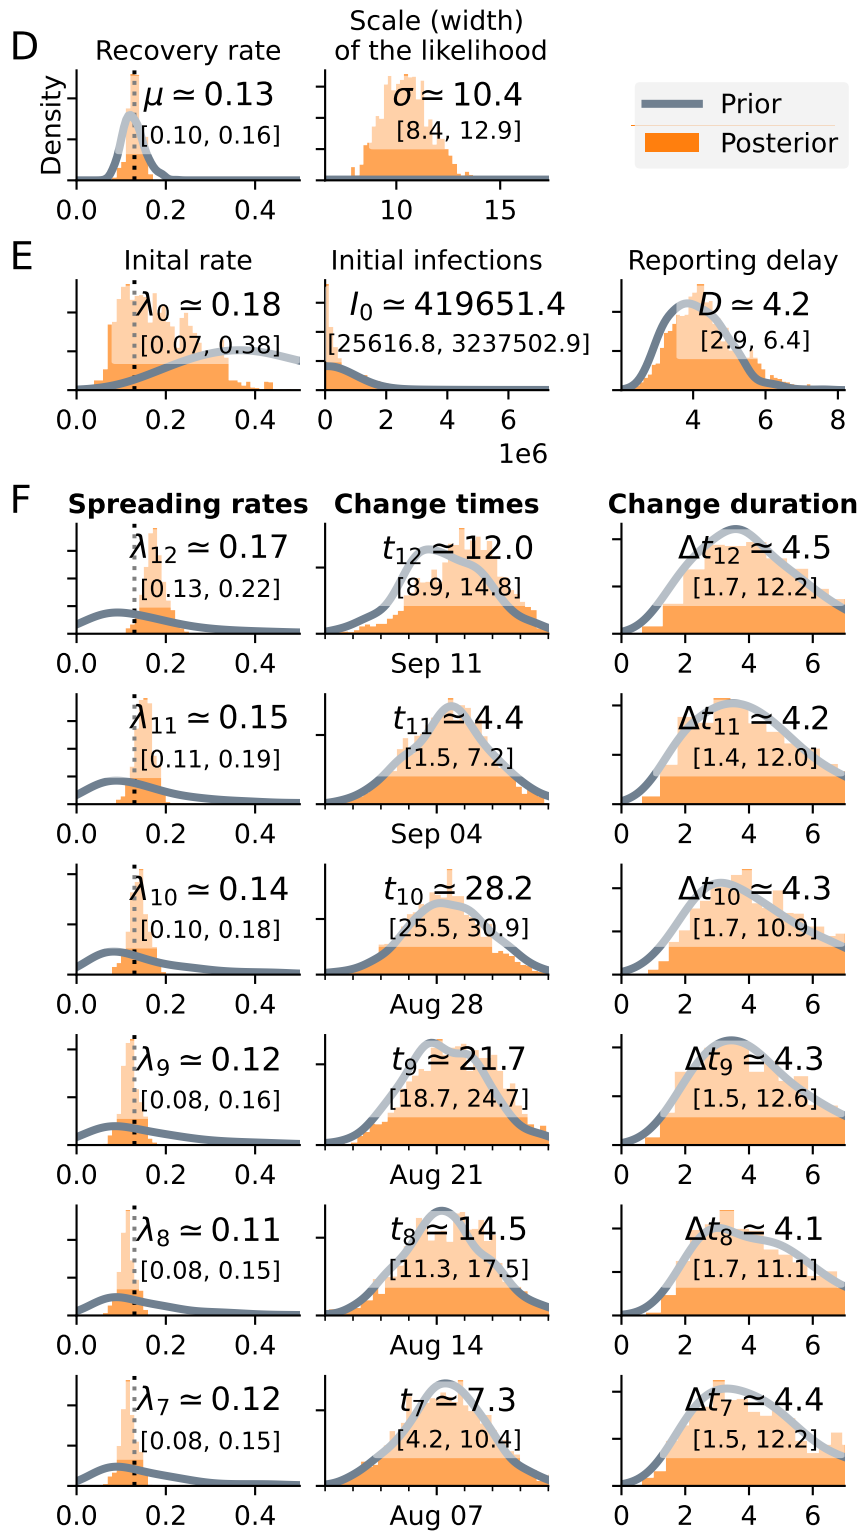 D
Recovery rate
Scale (width)
of the likelihood
Density
μ ≃ 0.13
[0.10, 0.16]
0.0 0.2 0.4
σ ≃ 10.4
[8.4, 12.9]
10 15
Prior
Posterior
E
Inital rate
λ0 ≃ 0.18
[0.07, 0.38]
0.0 0.2 0.4
Initial infections
I0 ≃ 419651.4
[25616.8, 3237502.9]
0 2 4 6
1e6
Reporting delay
D ≃ 4.2
[2.9, 6.4]
4 6 8
F
Spreading rates
Change times
Change duration
λ12 ≃ 0.17
[0.13, 0.22]
0.0 0.2 0.4
t12 ≃ 12.0
[8.9, 14.8]
Sep 11
Δt12 ≃ 4.5
[1.7, 12.2]
0 2 4 6
λ11 ≃ 0.15
[0.11, 0.19]
0.0 0.2 0.4
t11 ≃ 4.4
[1.5, 7.2]
Sep 04
Δt11 ≃ 4.2
[1.4, 12.0]
0 2 4 6
λ10 ≃ 0.14
[0.10, 0.18]
0.0 0.2 0.4
t10 ≃ 28.2
[25.5, 30.9]
Aug 28
Δt10 ≃ 4.3
[1.7, 10.9]
0 2 4 6
λ9 ≃ 0.12
[0.08, 0.16]
0.0 0.2 0.4
t9 ≃ 21.7
[18.7, 24.7]
Aug 21
Δt9 ≃ 4.3
[1.5, 12.6]
0 2 4 6
λ8 ≃ 0.11
[0.08, 0.15]
0.0 0.2 0.4
t8 ≃ 14.5
[11.3, 17.5]
Aug 14
Δt8 ≃ 4.1
[1.7, 11.1]
0 2 4 6
λ7 ≃ 0.12
[0.08, 0.15]
0.0 0.2 0.4
t7 ≃ 7.3
[4.2, 10.4]
Aug 07
Δt7 ≃ 4.4
[1.5, 12.2]
0 2 4 6